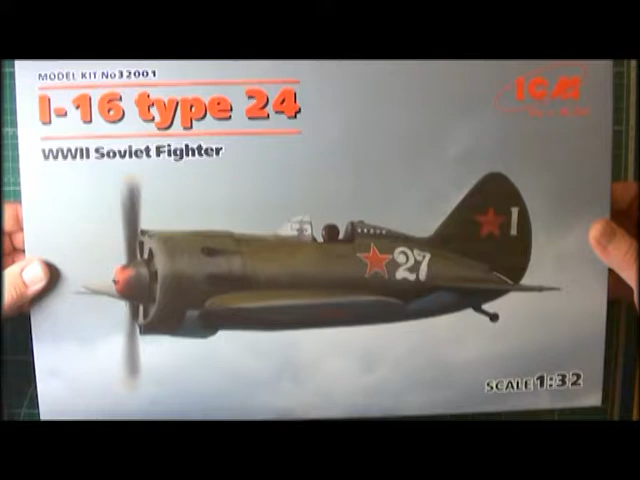 MODEL KIT No32001
I-16 type 24
WWII Soviet Fighter
ICM
1
27
SCALE 1:32